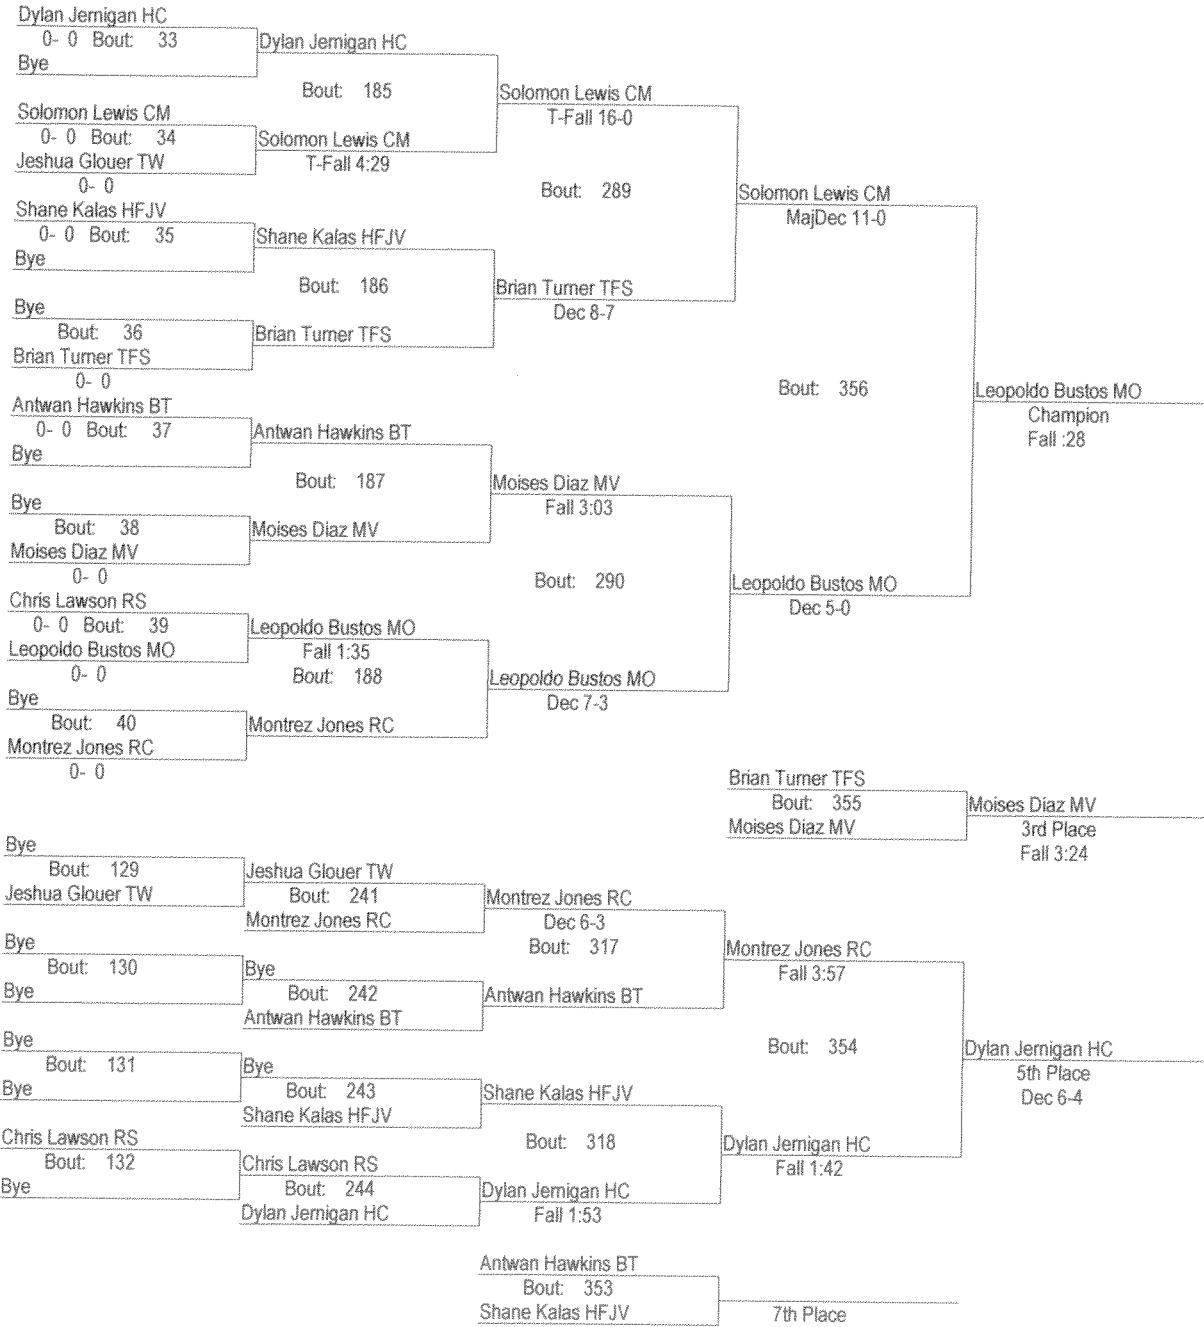 Dylan Jernigan HC
0- 0 Bout: 33
Dylan Jernigan HC
Bye
Bout: 185
Solomon Lewis CM
T-Fall 16-0
Solomon Lewis CM
0- 0 Bout: 34
Solomon Lewis CM
T-Fall 4:29
Jeshua Glouer TW
0- 0
Bout: 289
Solomon Lewis CM
MajDec 11-0
Shane Kalas HFJV
0- 0 Bout: 35
Shane Kalas HFJV
Bye
Bout: 186
Brian Turner TFS
Dec 8-7
Bye
Bout: 36
Brian Turner TFS
Brian Turner TFS
0- 0
Bout: 356
Leopoldo Bustos MO
Champion
Fall :28
Antwan Hawkins BT
0- 0 Bout: 37
Antwan Hawkins BT
Bye
Bout: 187
Moises Diaz MV
Fall 3:03
Bye
Bout: 38
Moises Diaz MV
Moises Diaz MV
0- 0
Bout: 290
Leopoldo Bustos MO
Dec 5-0
Chris Lawson RS
0- 0 Bout: 39
Leopoldo Bustos MO
Fall 1:35
Leopoldo Bustos MO
0- 0
Bout: 188
Leopoldo Bustos MO
Dec 7-3
Bye
Bout: 40
Montrez Jones RC
Montrez Jones RC
0- 0
Brian Turner TFS
Bout: 355
Moises Diaz MV
Moises Diaz MV
3rd Place
Fall 3:24
Bye
Bout: 129
Jeshua Glouer TW
Jeshua Glouer TW
Bout: 241
Montrez Jones RC
Montrez Jones RC
Dec 6-3
Bout: 317
Bye
Bout: 130
Bye
Bye
Bout: 242
Antwan Hawkins BT
Antwan Hawkins BT
Montrez Jones RC
Fall 3:57
Bye
Bout: 131
Bye
Bye
Bout: 243
Shane Kalas HFJV
Shane Kalas HFJV
Bout: 354
Dylan Jernigan HC
5th Place
Dec 6-4
Bout: 318
Dylan Jernigan HC
Fall 1:42
Chris Lawson RS
Bout: 132
Bye
Chris Lawson RS
Bout: 244
Dylan Jernigan HC
Dylan Jernigan HC
Fall 1:53
Antwan Hawkins BT
Bout: 353
Shane Kalas HFJV
7th Place